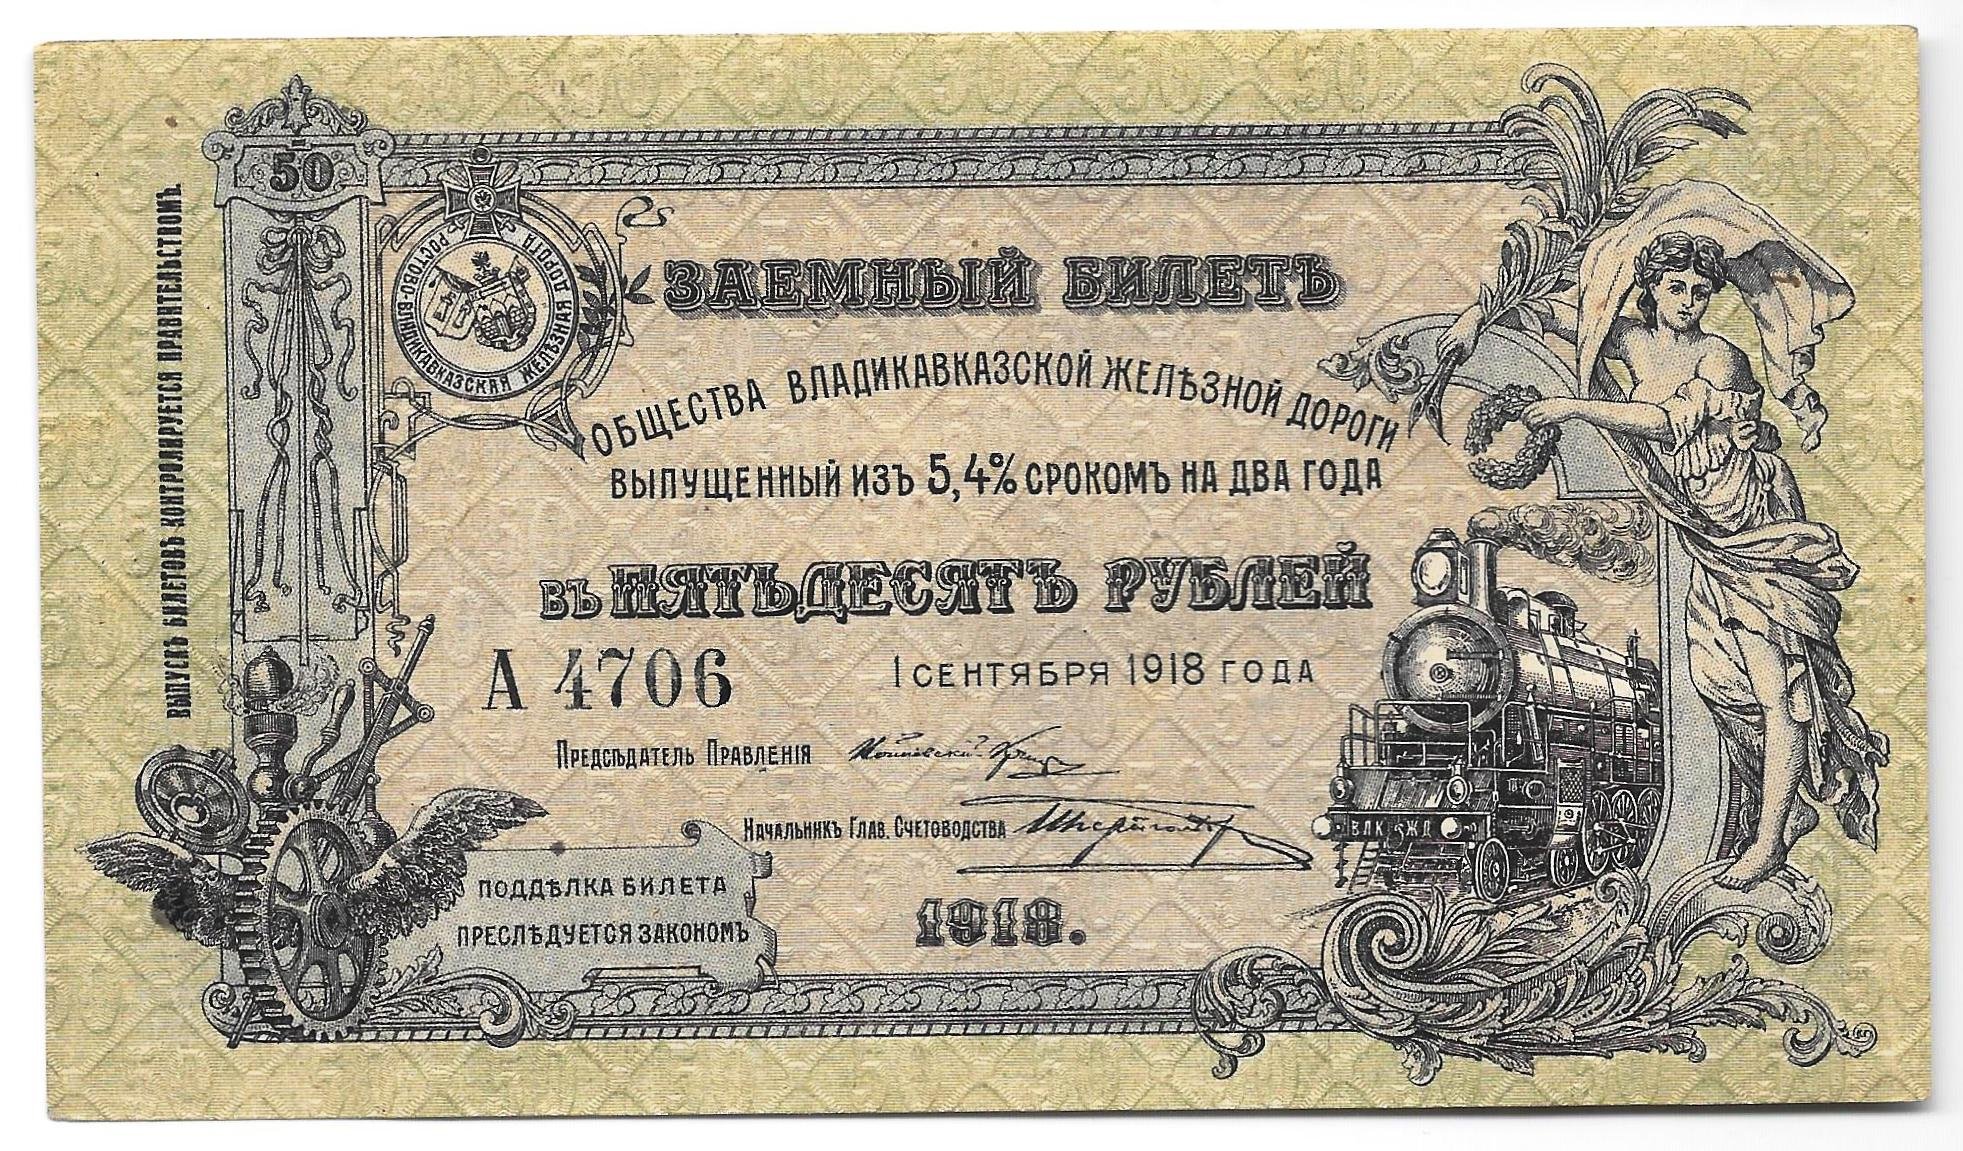 ВЫПУСКЪ БИЛЕТОВЪ КОНТРОЛИРУЕТСЯ ПРАВИТЕЛЬСТВОМЪ.
50
РОСТОВО-ВЛАДИКАВКАЗСКАЯ ЖЕЛѢЗНАЯ ДОРОГА
ЗАЕМНЫЙ БИЛЕТЪ
ОБЩЕСТВА ВЛАДИКАВКАЗСКОЙ ЖЕЛѢЗНОЙ ДОРОГИ
ВЫПУЩЕННЫЙ ИЗЪ 5,4% СРОКОМЪ НА ДВА ГОДА
ВЪ ПЯТЬДЕСЯТЪ РУБЛЕЙ
А 4706
1 СЕНТЯБРЯ 1918 ГОДА
ПРЕДСѢДАТЕЛЬ ПРАВЛЕНІЯ
НАЧАЛЬНИКЪ ГЛАВ. СЧЕТОВОДСТВА
ВЛК ЖД
ПОДДѢЛКА БИЛЕТА
ПРЕСЛѢДУЕТСЯ ЗАКОНОМЪ
1918.